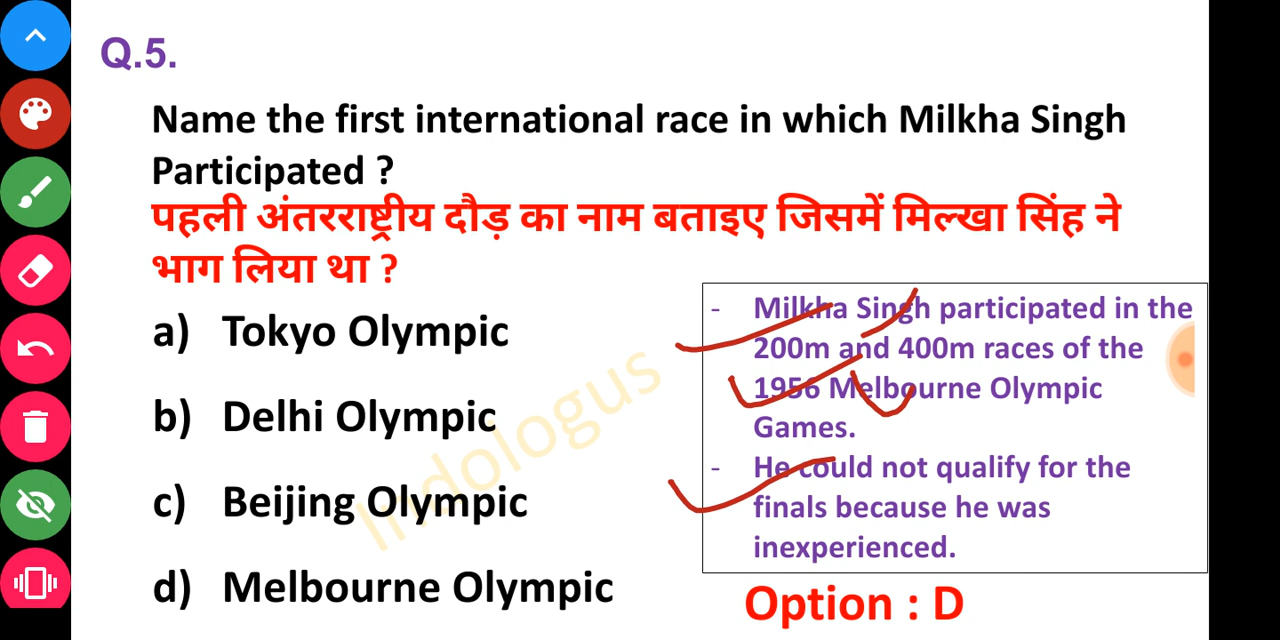 Q.5.
Name the first international race in which Milkha Singh
Participated ?
पहली अंतरराष्ट्रीय दौड़ का नाम बताइए जिसमें मिल्खा सिंह ने
भाग लिया था ?
a) Tokyo Olympic
b) Delhi Olympic
c) Beijing Olympic
d) Melbourne Olympic
- Milkha Singh participated in the
200m and 400m races of the
1956 Melbourne Olympic
Games.
- He could not qualify for the
finals because he was
inexperienced.
Option : D
Indologus